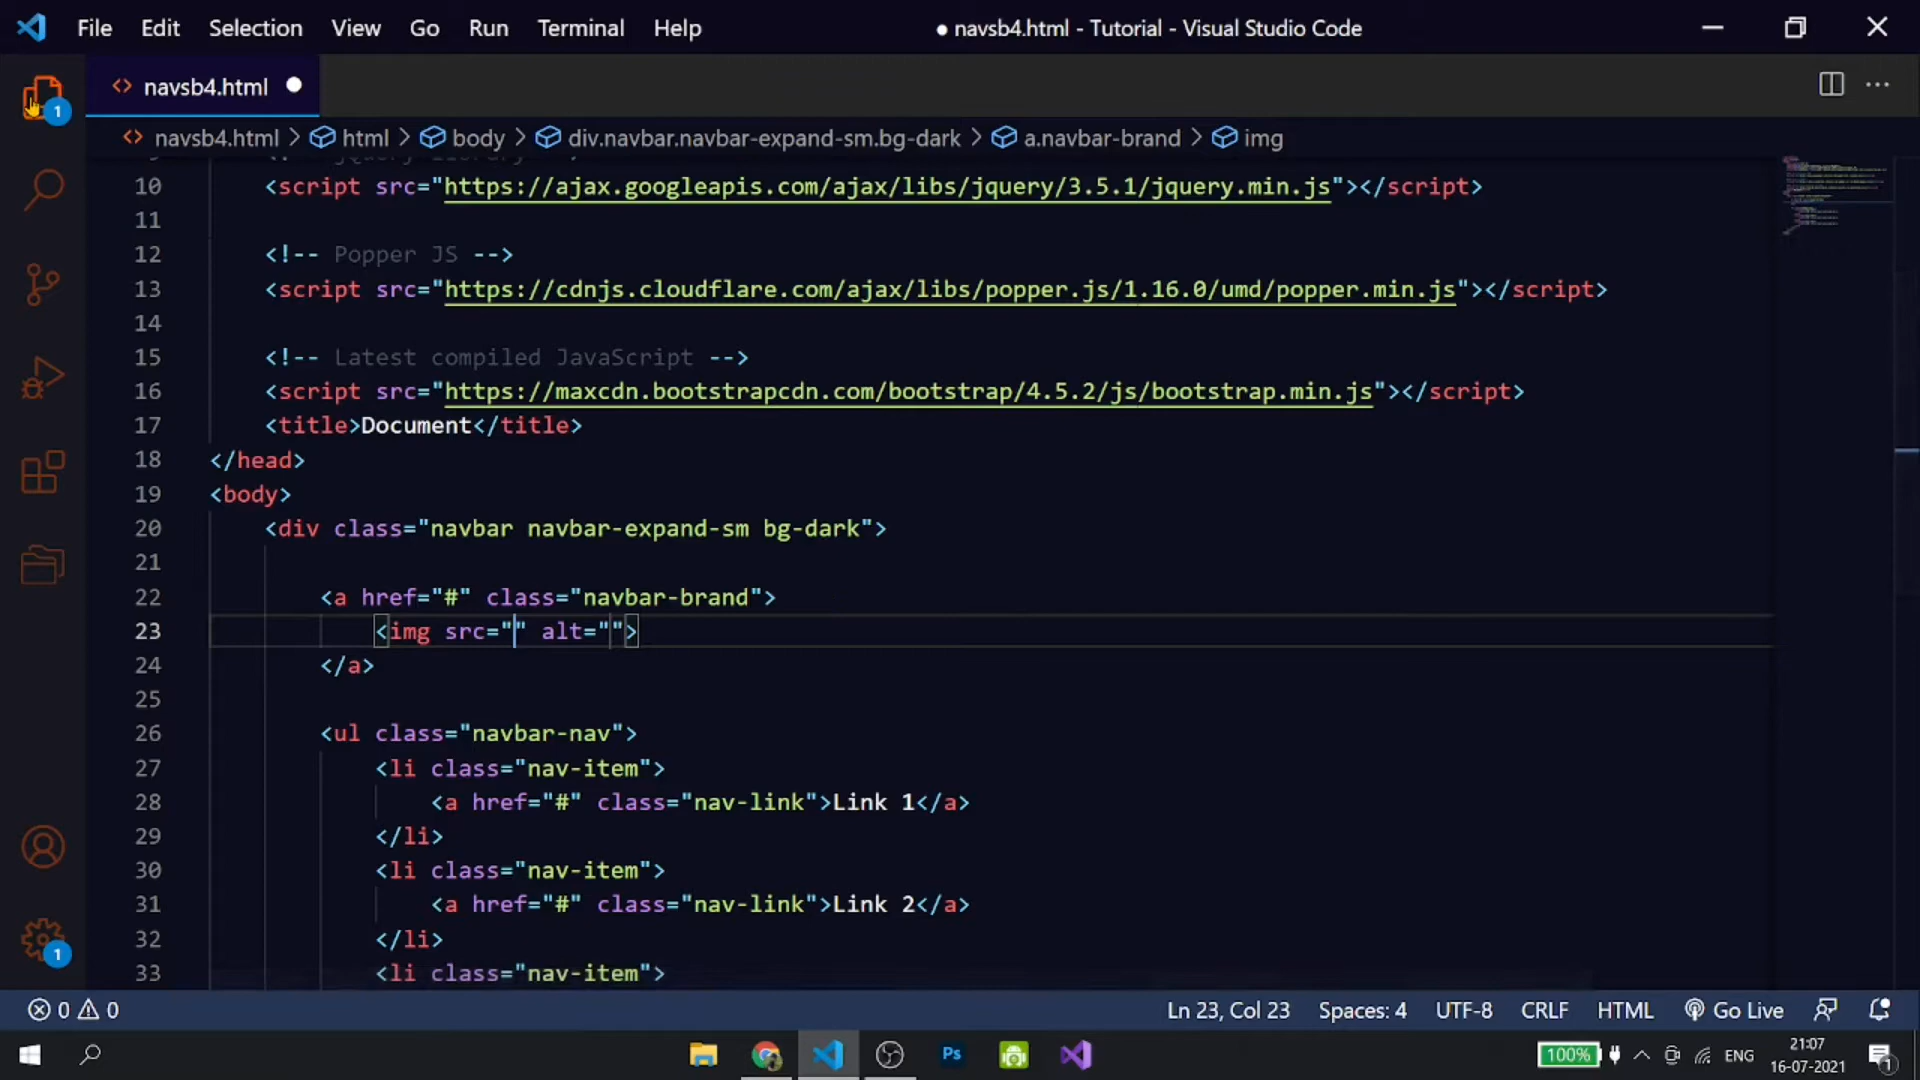 File Edit Selection View Go Run Terminal Help ● navsb4.html - Tutorial - Visual Studio Code
1 <> navsb4.html ●
<> navsb4.html > html > body > div.navbar.navbar-expand-sm.bg-dark > a.navbar-brand > img
10 <script src="https://ajax.googleapis.com/ajax/libs/jquery/3.5.1/jquery.min.js"></script>
11
12 <!-- Popper JS -->
13 <script src="https://cdnjs.cloudflare.com/ajax/libs/popper.js/1.16.0/umd/popper.min.js"></script>
14
15 <!-- Latest compiled JavaScript -->
16 <script src="https://maxcdn.bootstrapcdn.com/bootstrap/4.5.2/js/bootstrap.min.js"></script>
17 <title>Document</title>
18 </head>
19 <body>
20 <div class="navbar navbar-expand-sm bg-dark">
21
22 <a href="#" class="navbar-brand">
23 <img src="" alt="">
24 </a>
25
26 <ul class="navbar-nav">
27 <li class="nav-item">
28 <a href="#" class="nav-link">Link 1</a>
29 </li>
30 <li class="nav-item">
31 <a href="#" class="nav-link">Link 2</a>
32 </li>
33 <li class="nav-item">
1
0 0 Ln 23, Col 23 Spaces: 4 UTF-8 CRLF HTML Go Live
Ps 100% ENG 21:07
16-07-2021 1